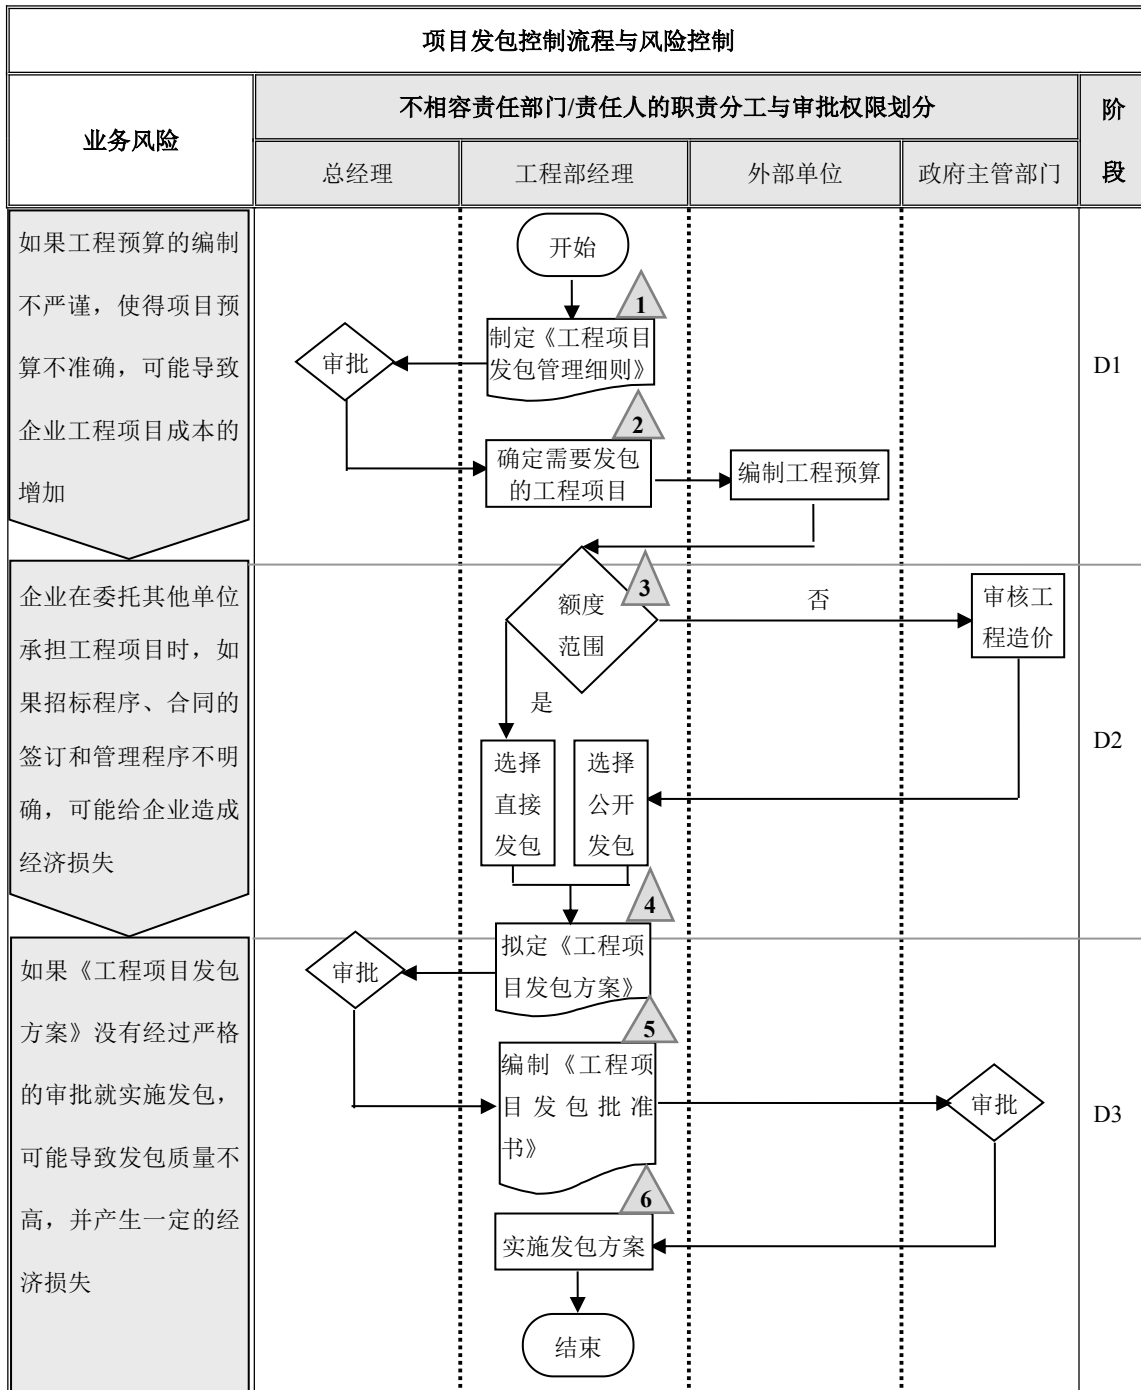 项目发包控制流程与风险控制
业务风险
不相容责任部门/责任人的职责分工与审批权限划分
阶
段
总经理
工程部经理
外部单位
政府主管部门
如果工程预算的编制
不严谨，使得项目预
算不准确，可能导致
企业工程项目成本的
增加
开始
1
制定《工程项目
发包管理细则》
审批
2
确定需要发包
的工程项目
编制工程预算
D1
企业在委托其他单位
承担工程项目时，如
果招标程序、合同的
签订和管理程序不明
确，可能给企业造成
经济损失
3
额度
范围
否
审核工
程造价
是
选择
直接
发包
选择
公开
发包
4
D2
如果《工程项目发包
方案》没有经过严格
的审批就实施发包，
可能导致发包质量不
高，并产生一定的经
济损失
拟定《工程项
目发包方案》
审批
5
编制《工程项
目发包批准
书》
审批
6
实施发包方案
结束
D3